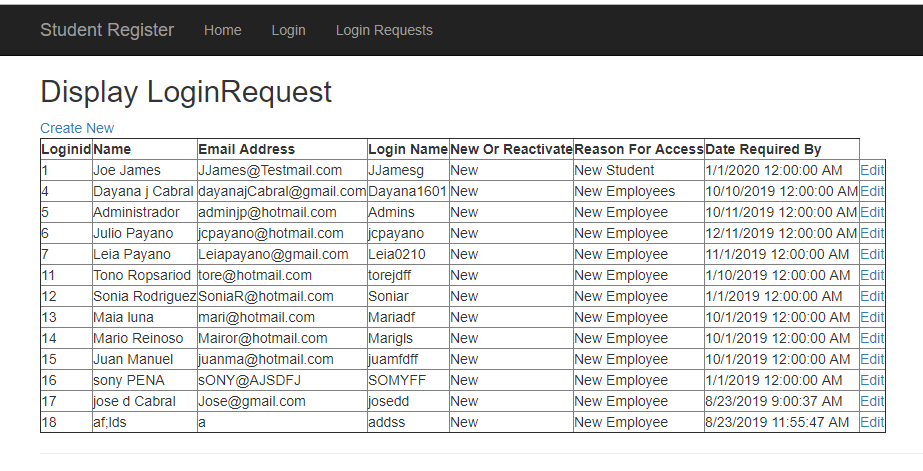 Student Register Home Login Login Requests
Display LoginRequest
Create New
Loginid Name Email Address Login Name New Or Reactivate Reason For Access Date Required By
1 Joe James JJames@Testmail.com JJamesg New New Student 1/1/2020 12:00:00 AM Edit
4 Dayana j Cabral dayanajCabral@gmail.com Dayana1601 New New Employees 10/10/2019 12:00:00 AM Edit
5 Administrador adminjp@hotmail.com Admins New New Employee 10/11/2019 12:00:00 AM Edit
6 Julio Payano jcpayano@hotmail.com jcpayano New New Employee 12/11/2019 12:00:00 AM Edit
7 Leia Payano Leiapayano@gmail.com Leia0210 New New Employee 11/1/2019 12:00:00 AM Edit
11 Tono Ropsariod tore@hotmail.com torejdff New New Employee 1/10/2019 12:00:00 AM Edit
12 Sonia Rodriguez SoniaR@hotmail.com Soniar New New Employee 1/1/2019 12:00:00 AM Edit
13 Maia luna mari@hotmail.com Mariadf New New Employee 10/1/2019 12:00:00 AM Edit
14 Mario Reinoso Mairor@hotmail.com Marigls New New Employee 10/1/2019 12:00:00 AM Edit
15 Juan Manuel juanma@hotmail.com juamfdff New New Employee 10/1/2019 12:00:00 AM Edit
16 sony PENA sONY@AJSDFJ SOMYFF New New Employee 1/1/2019 12:00:00 AM Edit
17 jose d Cabral Jose@gmail.com josedd New New Employee 8/23/2019 9:00:37 AM Edit
18 af;lds a addss New New Employee 8/23/2019 11:55:47 AM Edit